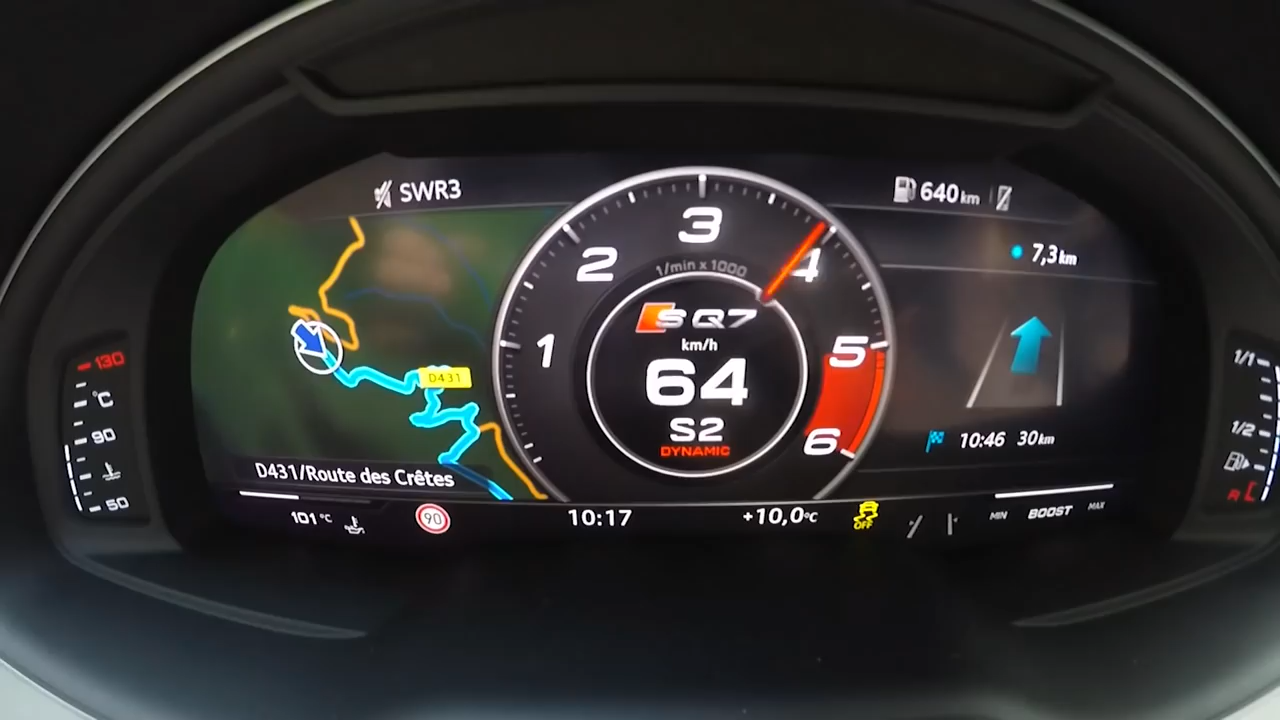 SWR3
640 km
7,3 km
1/min x 1000
1
2
3
4
5
6
SQ7
km/h
64
S2
DYNAMIC
D431
D431/Route des Crêtes
10:46 30 km
130
°C
90
50
1/1
1/2
R
101 °C
90
10:17
+10,0 °C
OFF
MIN BOOST MAX